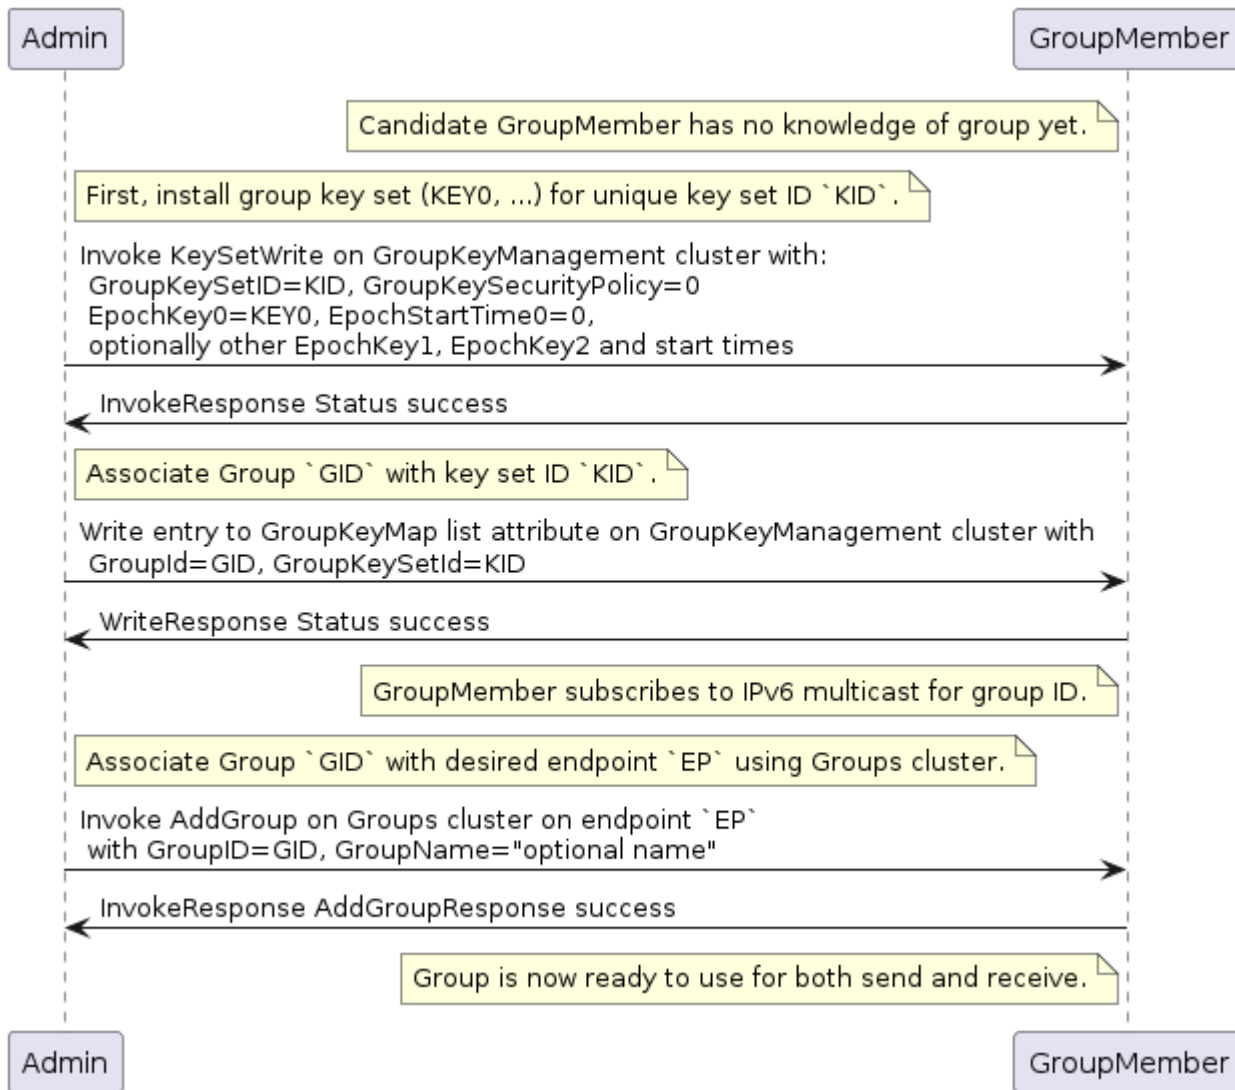 Admin GroupMember
Candidate GroupMember has no knowledge of group yet.
First, install group key set (KEY0, ...) for unique key set ID `KID`.
Invoke KeySetWrite on GroupKeyManagement cluster with:
GroupKeySetID=KID, GroupKeySecurityPolicy=0
EpochKey0=KEY0, EpochStartTime0=0,
optionally other EpochKey1, EpochKey2 and start times
InvokeResponse Status success
Associate Group `GID` with key set ID `KID`.
Write entry to GroupKeyMap list attribute on GroupKeyManagement cluster with
GroupId=GID, GroupKeySetId=KID
WriteResponse Status success
GroupMember subscribes to IPv6 multicast for group ID.
Associate Group `GID` with desired endpoint `EP` using Groups cluster.
Invoke AddGroup on Groups cluster on endpoint `EP`
with GroupID=GID, GroupName="optional name"
InvokeResponse AddGroupResponse success
Group is now ready to use for both send and receive.
Admin GroupMember